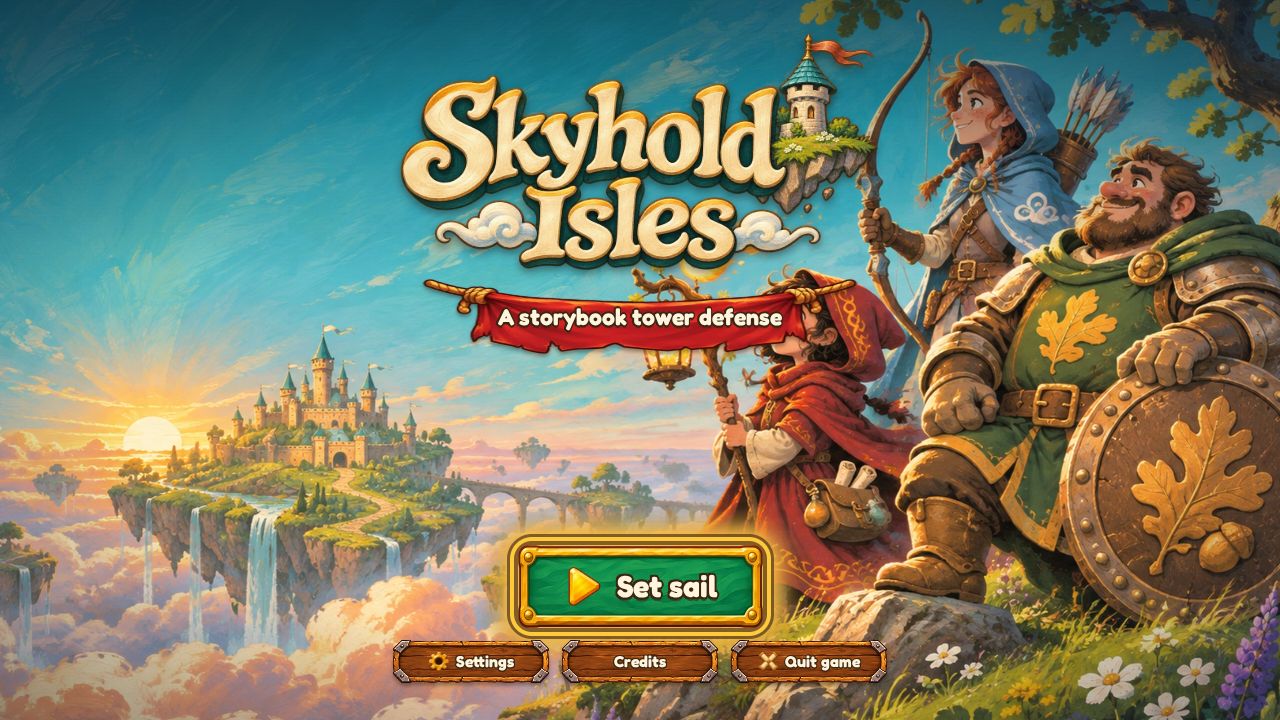 Skyhold
Isles
A storybook tower defense
Set sail
Settings
Credits
Quit game